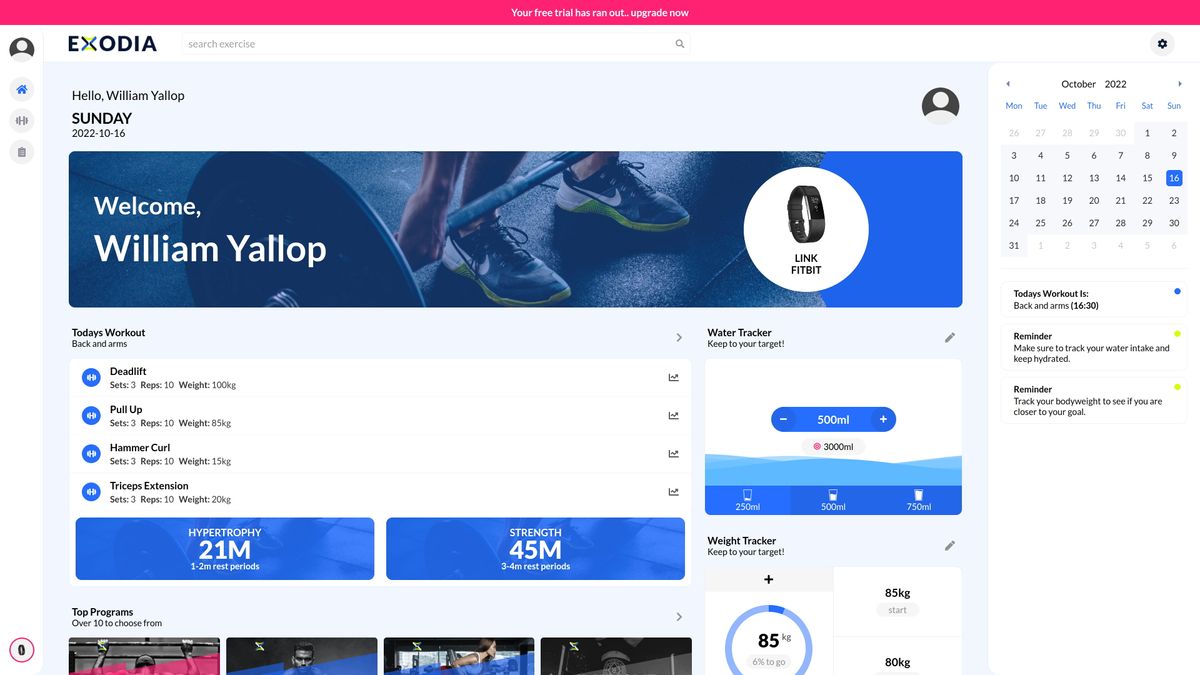 Your free trial has ran out.. upgrade now
EXODIA
search exercise
Hello, William Yallop
SUNDAY
2022-10-16
Welcome,
William Yallop
LINK
FITBIT
Todays Workout
Back and arms
Deadlift
Sets: 3 Reps: 10 Weight: 100kg
Pull Up
Sets: 3 Reps: 10 Weight: 85kg
Hammer Curl
Sets: 3 Reps: 10 Weight: 15kg
Triceps Extension
Sets: 3 Reps: 10 Weight: 20kg
HYPERTROPHY
21M
1-2m rest periods
STRENGTH
45M
3-4m rest periods
Top Programs
Over 10 to choose from
Water Tracker
Keep to your target!
− 500ml +
3000ml
250ml 500ml 750ml
Weight Tracker
Keep to your target!
+
85 kg
6% to go
85kg
start
80kg
October 2022
Mon Tue Wed Thu Fri Sat Sun
26 27 28 29 30 1 2
3 4 5 6 7 8 9
10 11 12 13 14 15 16
17 18 19 20 21 22 23
24 25 26 27 28 29 30
31 1 2 3 4 5 6
Todays Workout Is:
Back and arms (16:30)
Reminder
Make sure to track your water intake and
keep hydrated.
Reminder
Track your bodyweight to see if you are
closer to your goal.
0